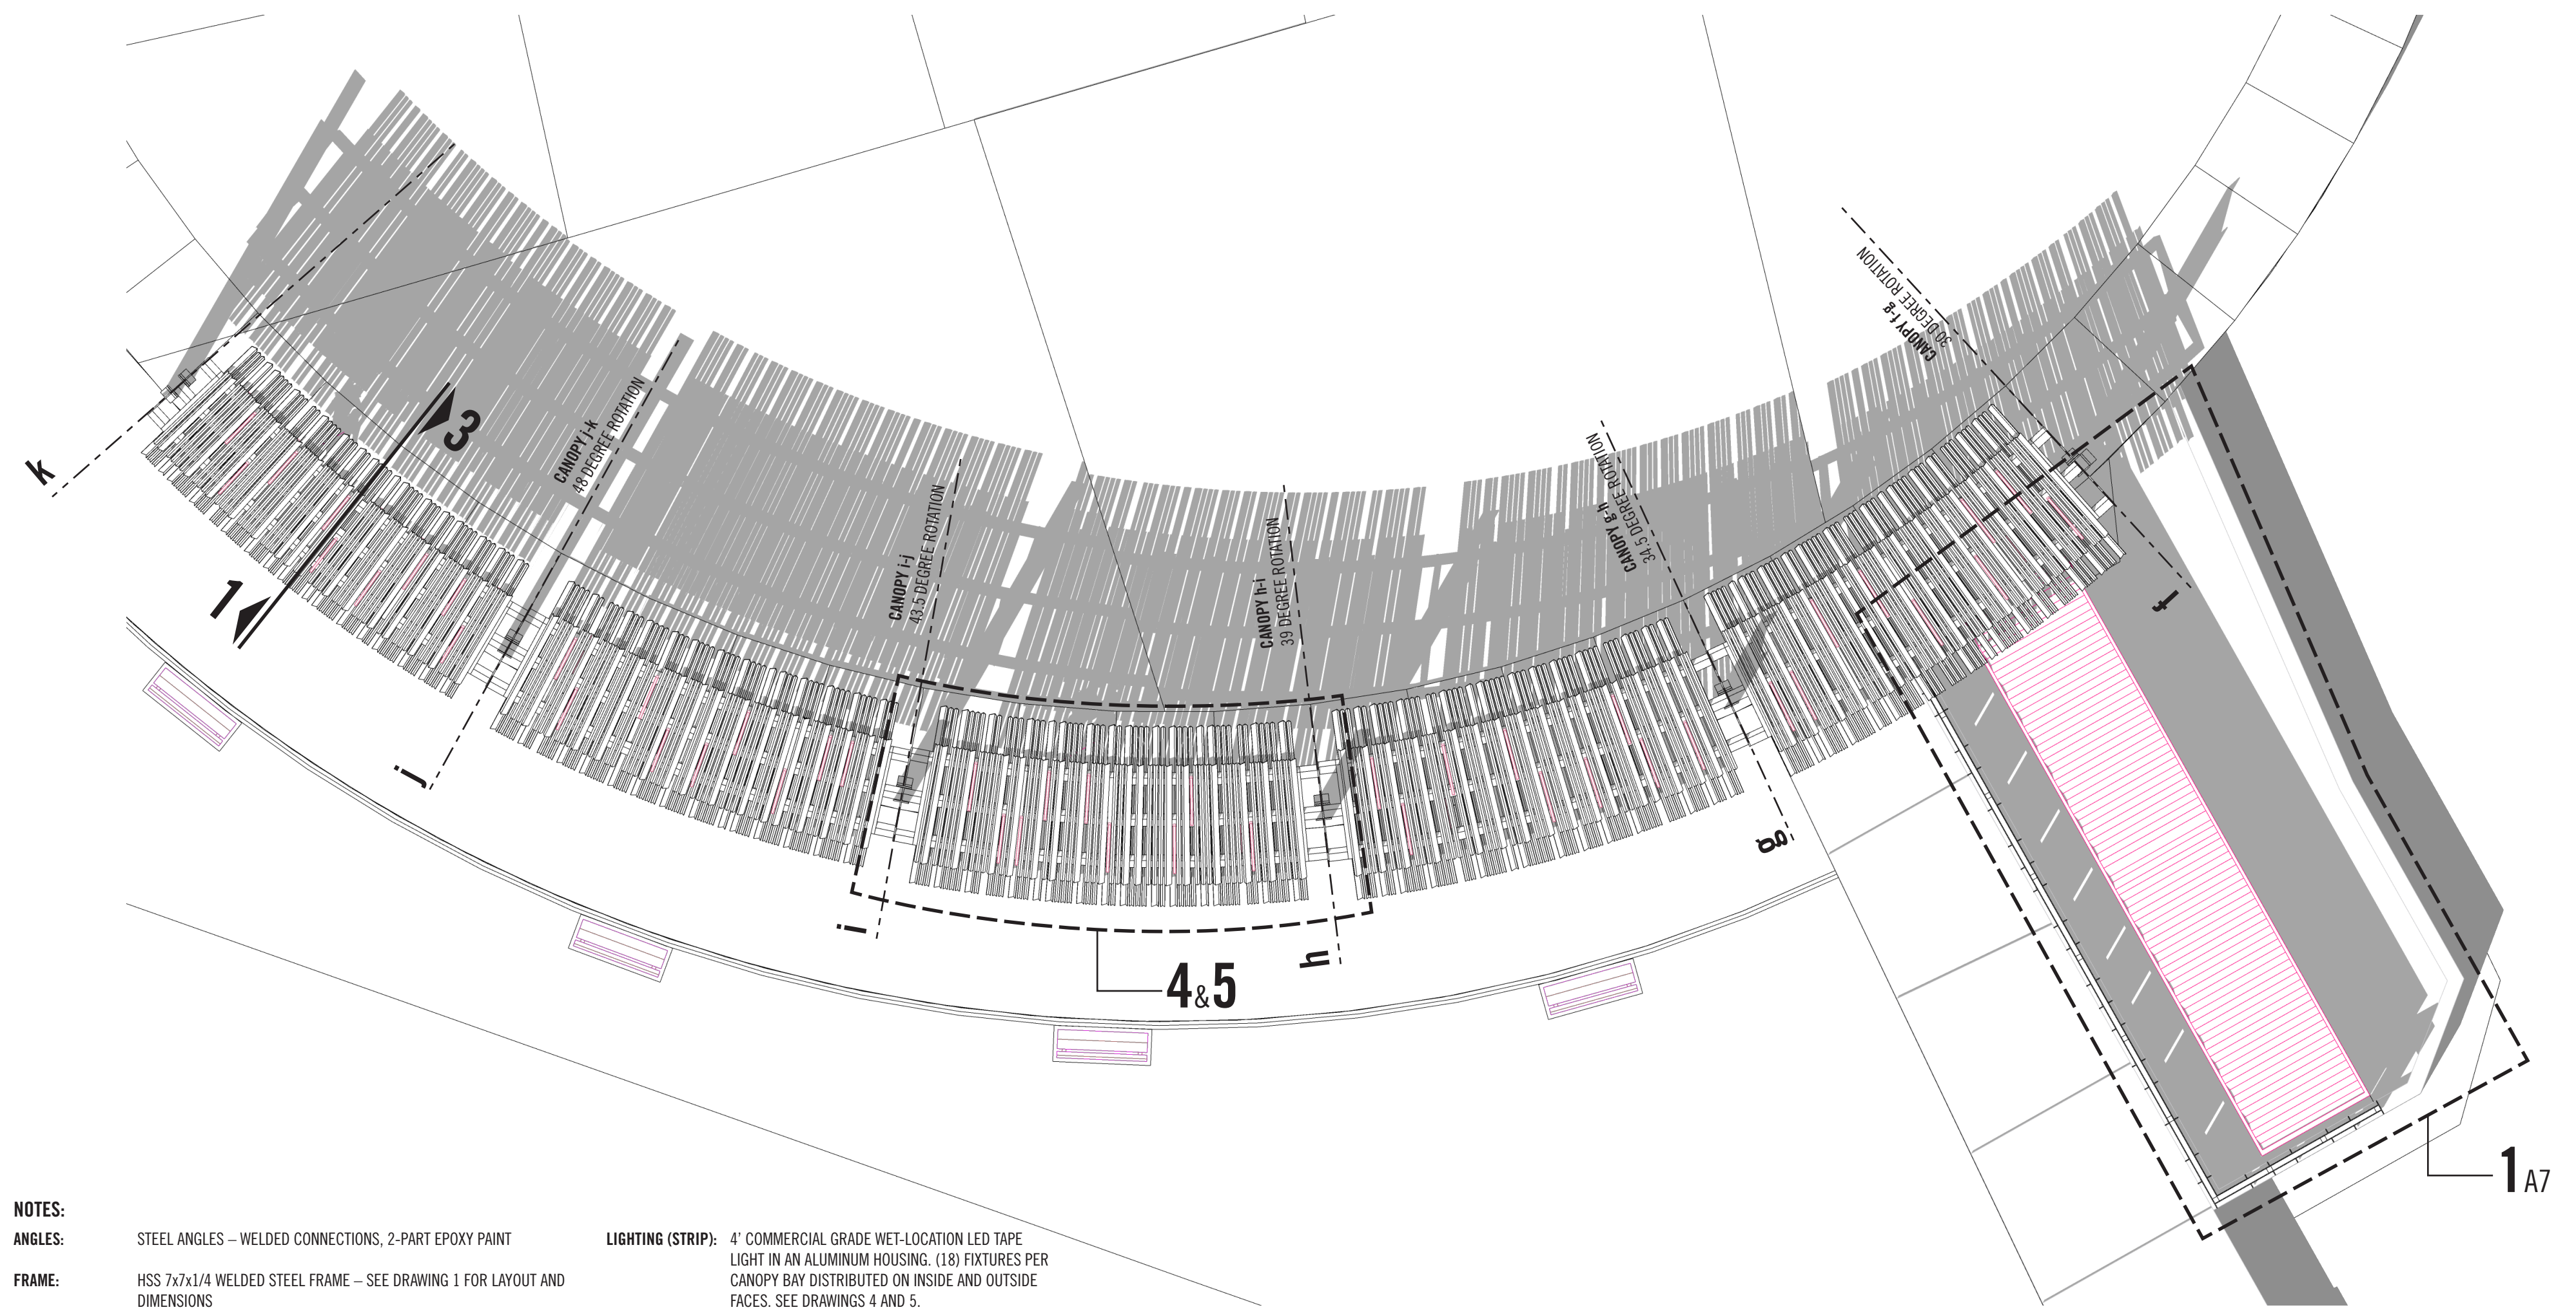 CANOPY f-g
30 DEGREE ROTATION
k
3
CANOPY j-k
48 DEGREE ROTATION
CANOPY i-j
43.5 DEGREE ROTATION
CANOPY h-i
39 DEGREE ROTATION
CANOPY g-h
34.5 DEGREE ROTATION
1
f
j
i
h
g
4&5
1 A7
NOTES:
ANGLES: STEEL ANGLES – WELDED CONNECTIONS, 2-PART EPOXY PAINT
FRAME: HSS 7x7x1/4 WELDED STEEL FRAME – SEE DRAWING 1 FOR LAYOUT AND
DIMENSIONS
LIGHTING (STRIP): 4’ COMMERCIAL GRADE WET-LOCATION LED TAPE
LIGHT IN AN ALUMINUM HOUSING. (18) FIXTURES PER
CANOPY BAY DISTRIBUTED ON INSIDE AND OUTSIDE
FACES. SEE DRAWINGS 4 AND 5.